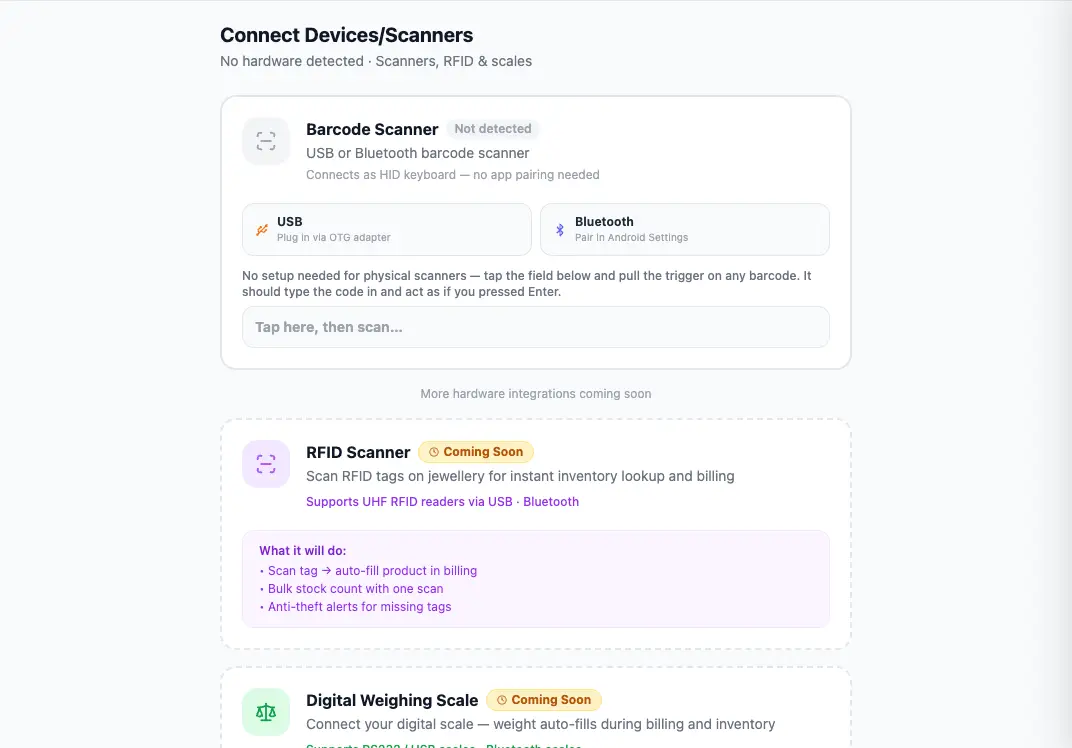 Connect Devices/Scanners
No hardware detected · Scanners, RFID & scales
Barcode Scanner Not detected
USB or Bluetooth barcode scanner
Connects as HID keyboard — no app pairing needed
USB
Plug in via OTG adapter
Bluetooth
Pair in Android Settings
No setup needed for physical scanners — tap the field below and pull the trigger on any barcode. It
should type the code in and act as if you pressed Enter.
Tap here, then scan...
More hardware integrations coming soon
RFID Scanner Coming Soon
Scan RFID tags on jewellery for instant inventory lookup and billing
Supports UHF RFID readers via USB · Bluetooth
What it will do:
• Scan tag → auto-fill product in billing
• Bulk stock count with one scan
• Anti-theft alerts for missing tags
Digital Weighing Scale Coming Soon
Connect your digital scale — weight auto-fills during billing and inventory
Supports RS232 / USB scales · Bluetooth scales